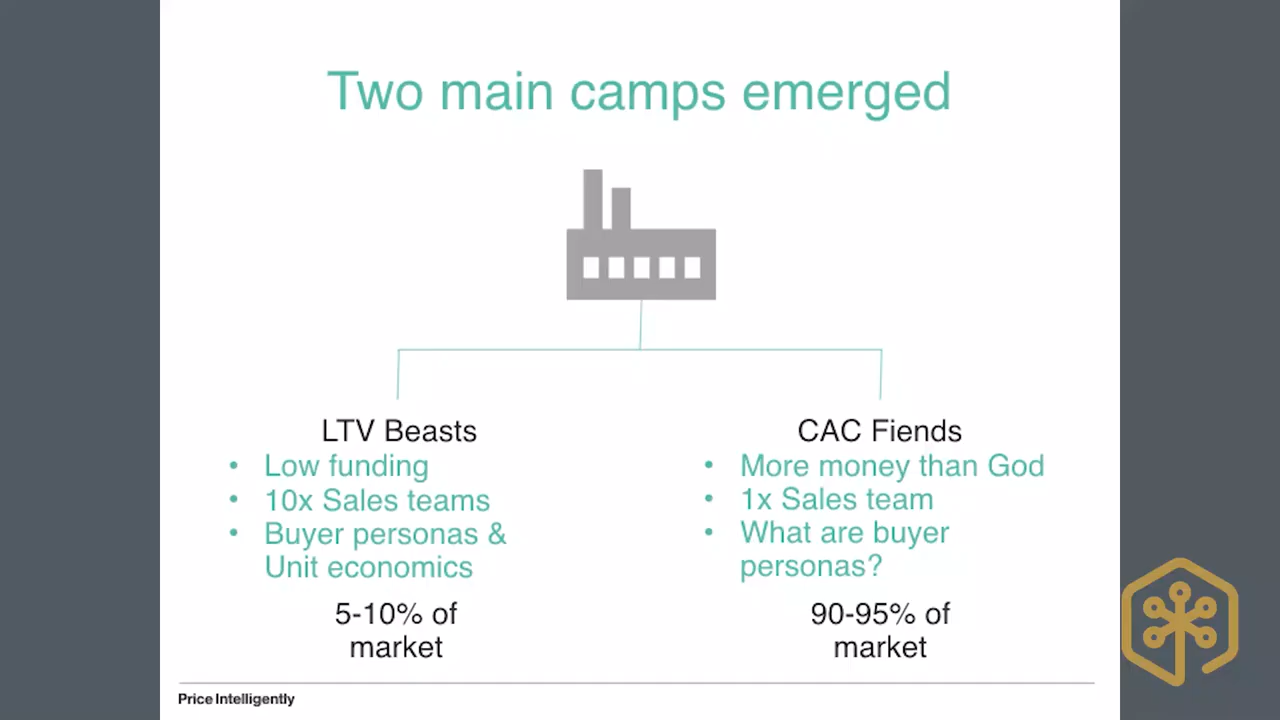 Two main camps emerged
LTV Beasts
• Low funding
• 10x Sales teams
• Buyer personas &
Unit economics
5-10% of
market
CAC Fiends
• More money than God
• 1x Sales team
• What are buyer
personas?
90-95% of
market
Price Intelligently